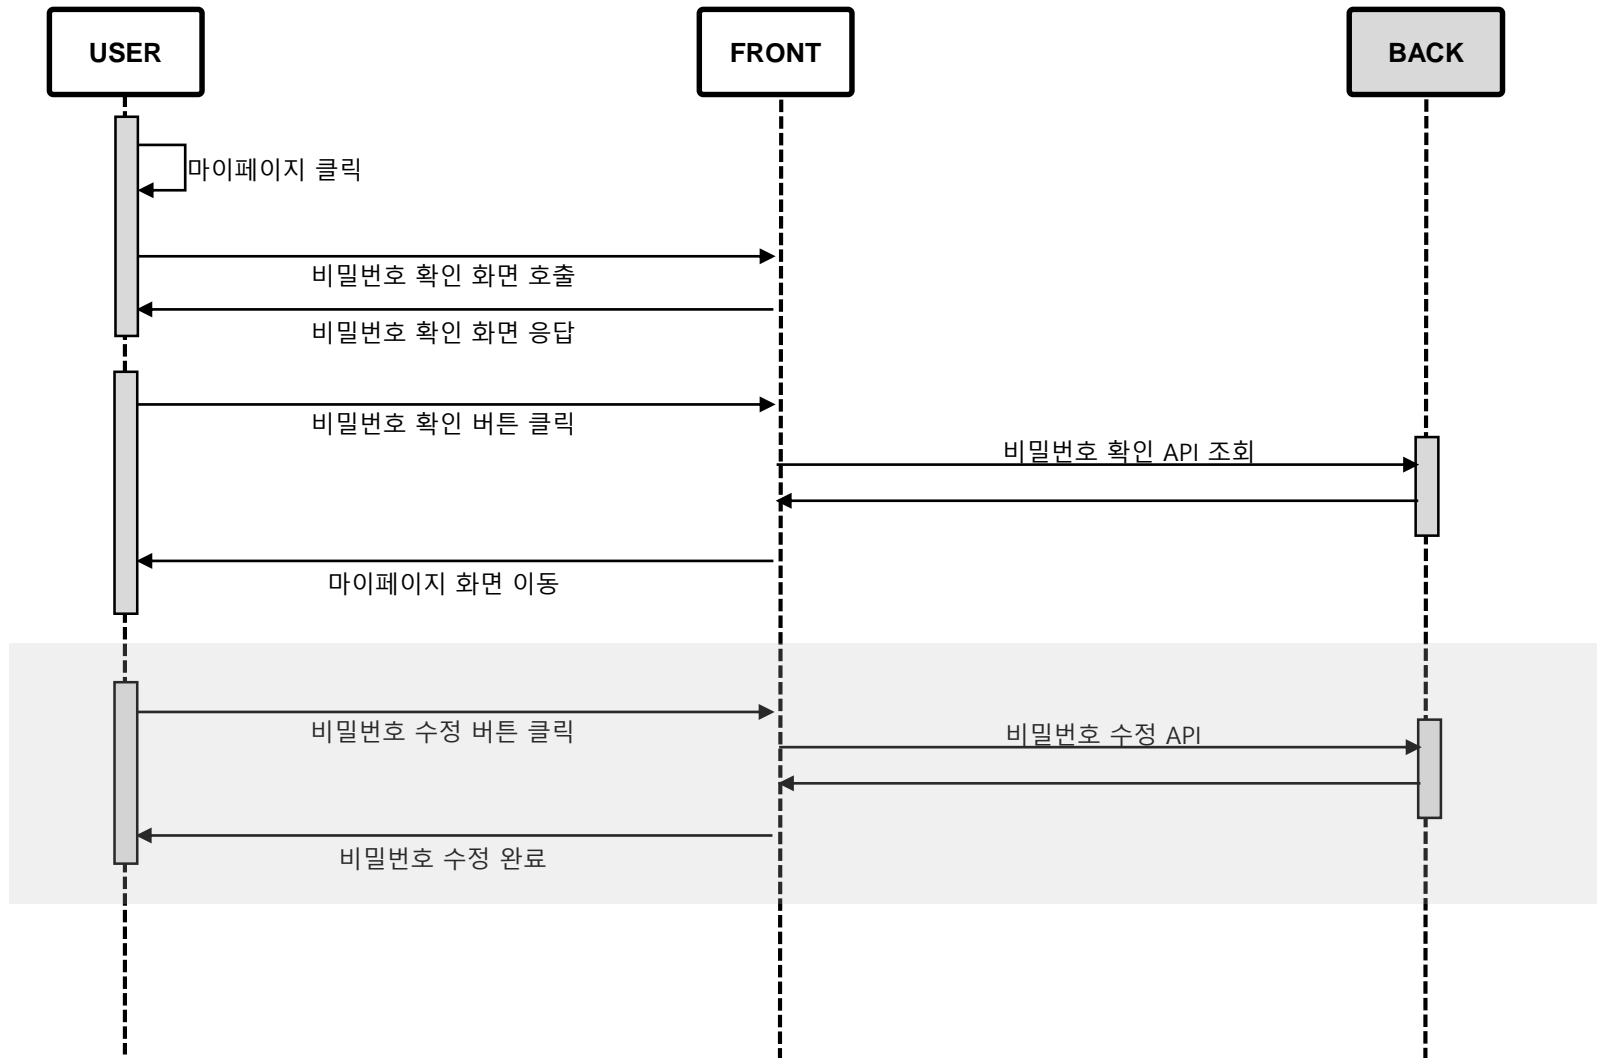 USER
FRONT
BACK
마이페이지 클릭
비밀번호 확인 화면 호출
비밀번호 확인 화면 응답
비밀번호 확인 버튼 클릭
비밀번호 확인 API 조회
마이페이지 화면 이동
비밀번호 수정 버튼 클릭
비밀번호 수정 API
비밀번호 수정 완료